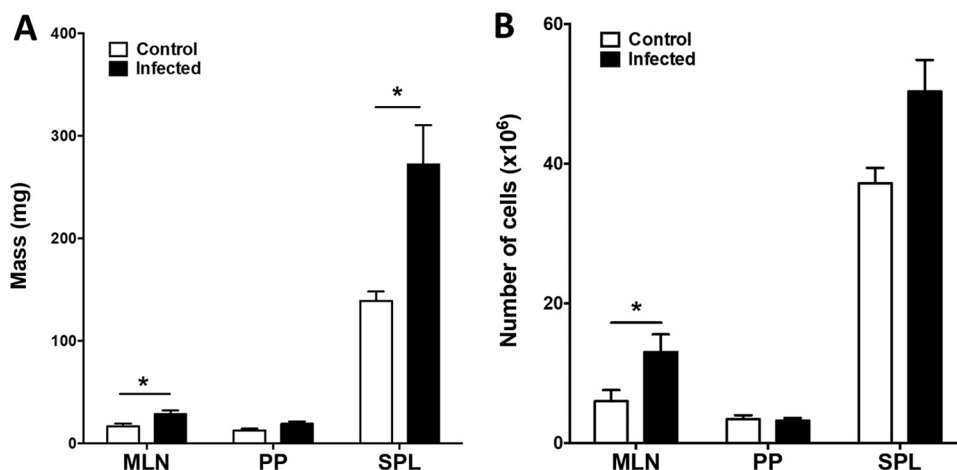 A
Mass (mg)
400
300
200
100
0
Control
Infected
*
*
MLN PP SPL
B
Number of cells (x10⁶)
60
40
20
0
Control
Infected
*
MLN PP SPL